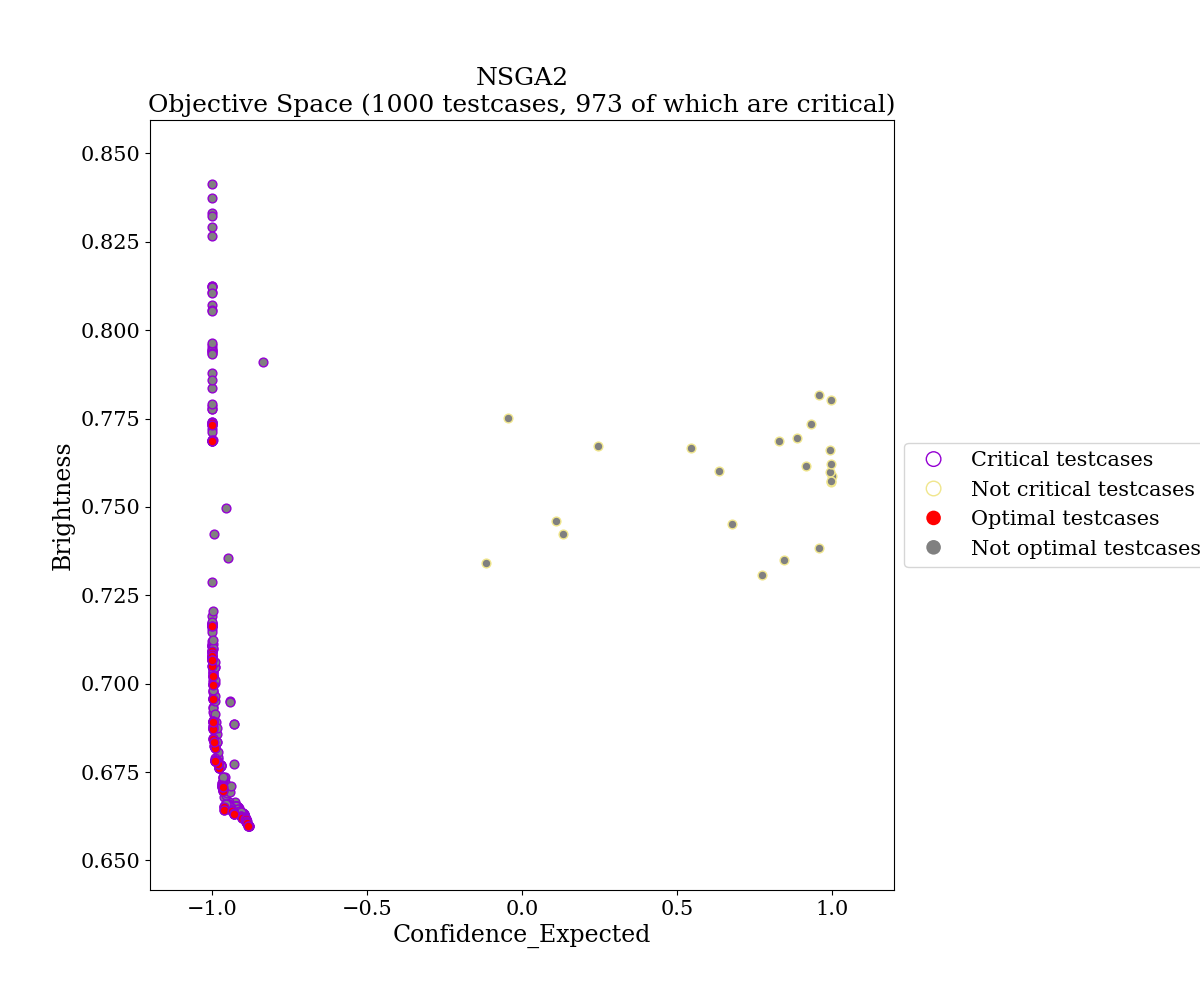 NSGA2
Objective Space (1000 testcases, 973 of which are critical)
0.850
0.825
0.800
0.775
0.750
0.725
0.700
0.675
0.650
Brightness
−1.0
−0.5
0.0
0.5
1.0
Confidence_Expected
Critical testcases
Not critical testcases
Optimal testcases
Not optimal testcases